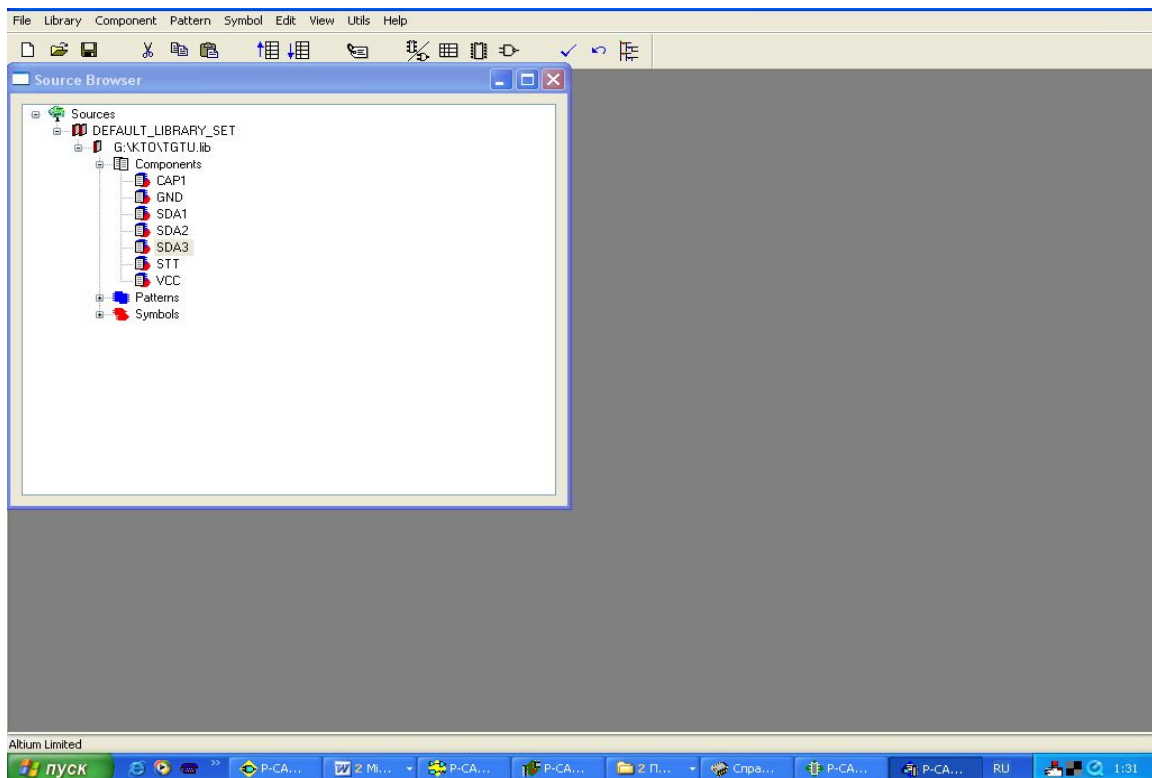 File Library Component Pattern Symbol Edit View Utils Help
Source Browser
Sources
DEFAULT_LIBRARY_SET
G:\KTO\TGTU.lib
Components
CAP1
GND
SDA1
SDA2
SDA3
STT
VCC
Patterns
Symbols
Altium Limited
пуск » P-CA... 2 Mi... P-CA... P-CA... 2 П... Спра... P-CA... P-CA... RU 1:31